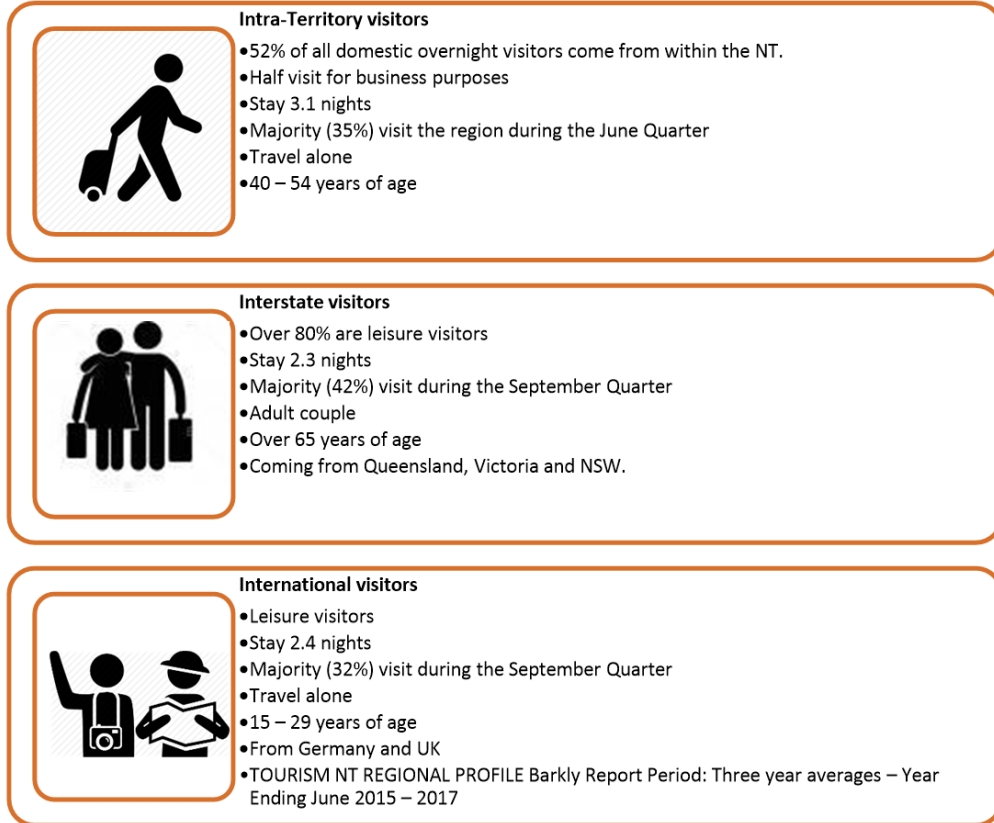 Intra-Territory visitors
•52% of all domestic overnight visitors come from within the NT.
•Half visit for business purposes
•Stay 3.1 nights
•Majority (35%) visit the region during the June Quarter
•Travel alone
•40 – 54 years of age
Interstate visitors
•Over 80% are leisure visitors
•Stay 2.3 nights
•Majority (42%) visit during the September Quarter
•Adult couple
•Over 65 years of age
•Coming from Queensland, Victoria and NSW.
International visitors
•Leisure visitors
•Stay 2.4 nights
•Majority (32%) visit during the September Quarter
•Travel alone
•15 – 29 years of age
•From Germany and UK
•TOURISM NT REGIONAL PROFILE Barkly Report Period: Three year averages – Year
Ending June 2015 – 2017